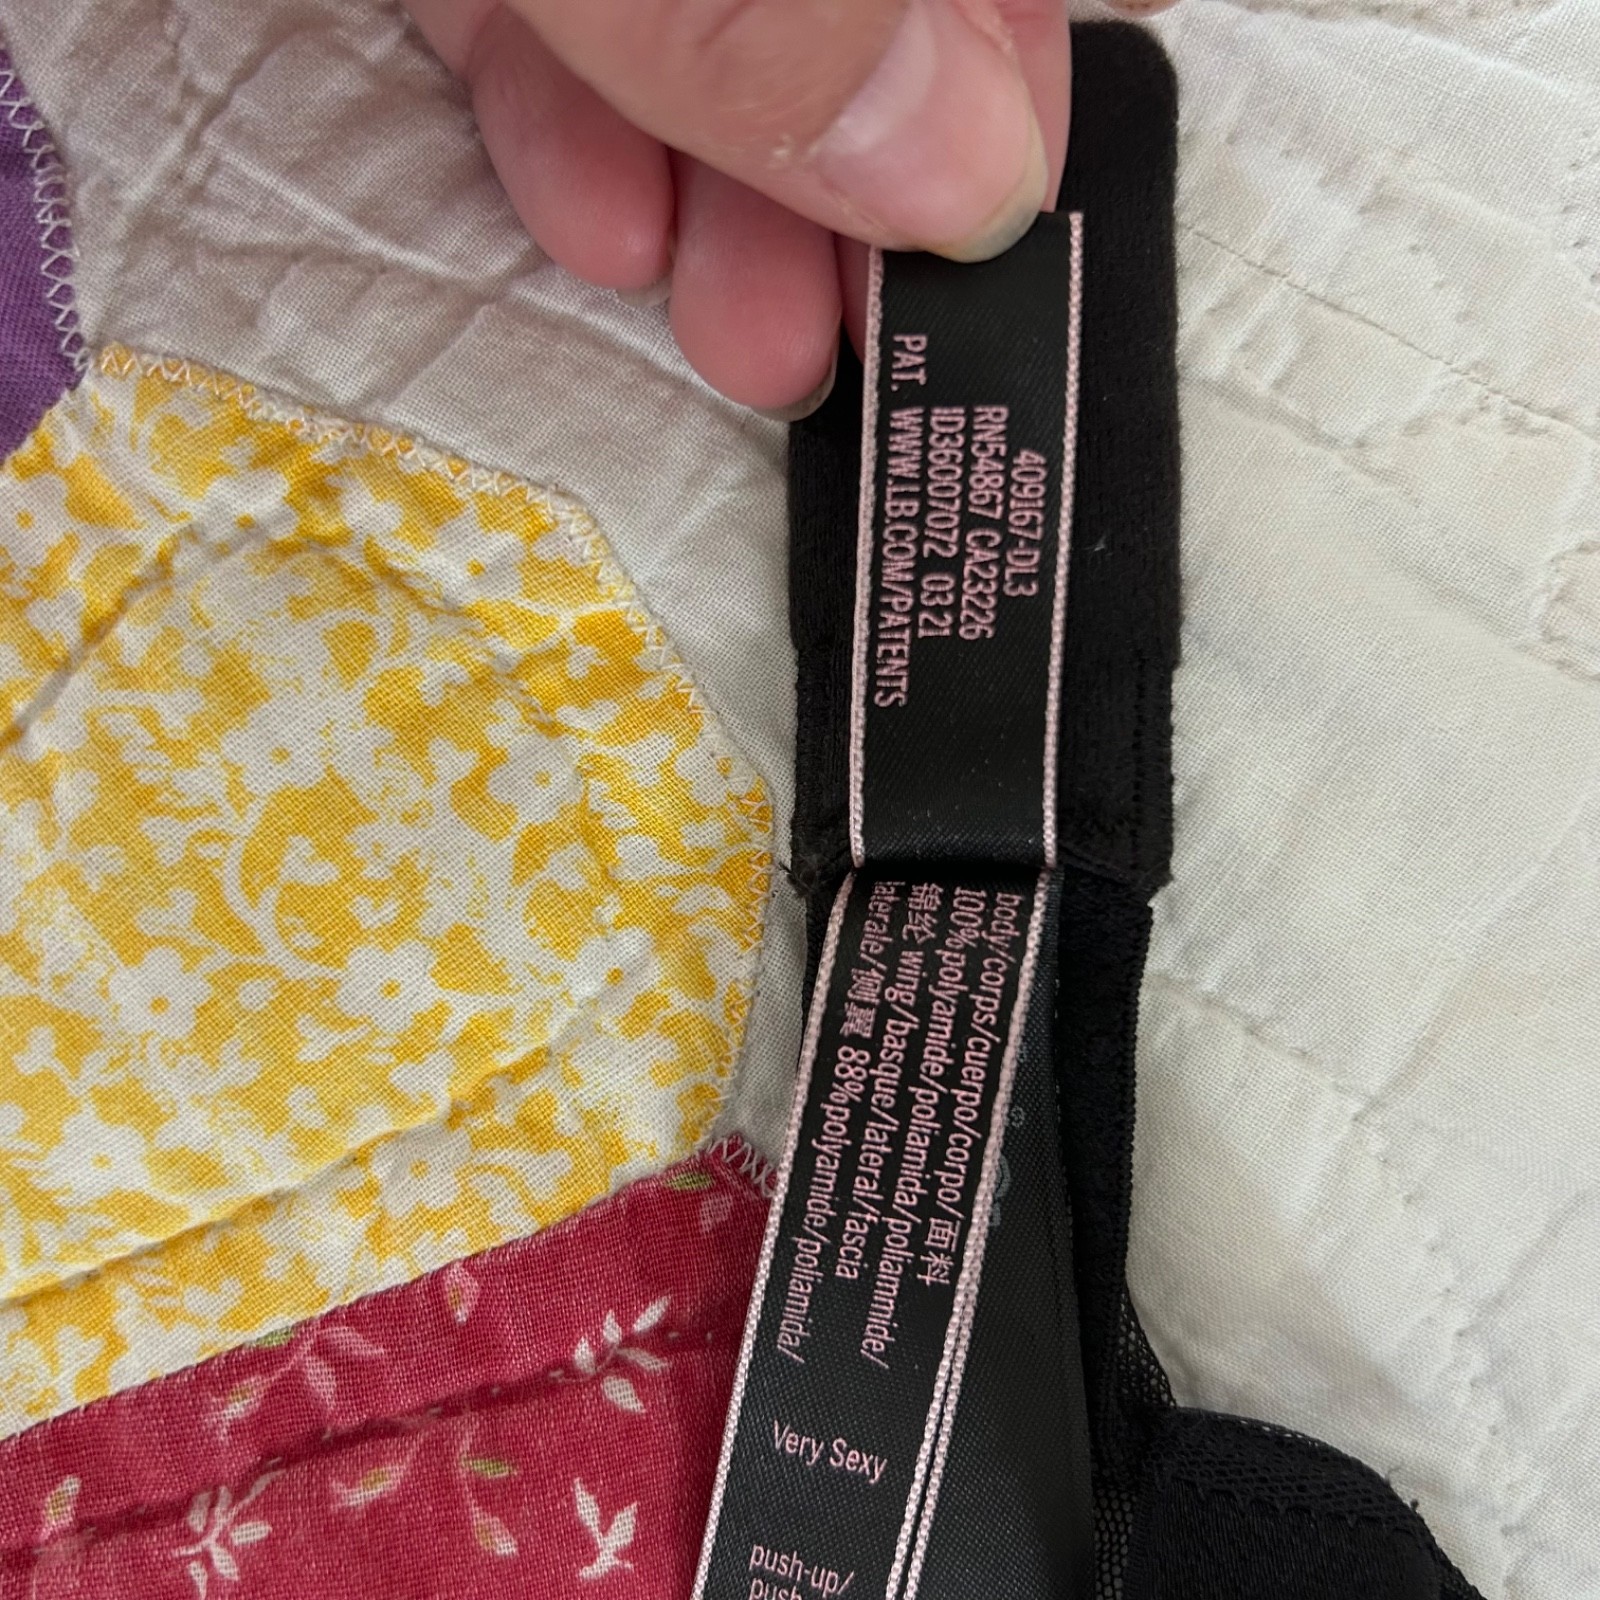 409167-DL3
RN54867 CA23226
ID36007072 03 21
PAT. WWW.LB.COM/PATENTS
body/corps/cuerpo/corpo/面料
100%polyamide/poliamida/poliammide/
锦纶 wing/basque/lateral/fascia
laterale/侧翼 88%polyamide/poliamida/
Very Sexy
push-up/